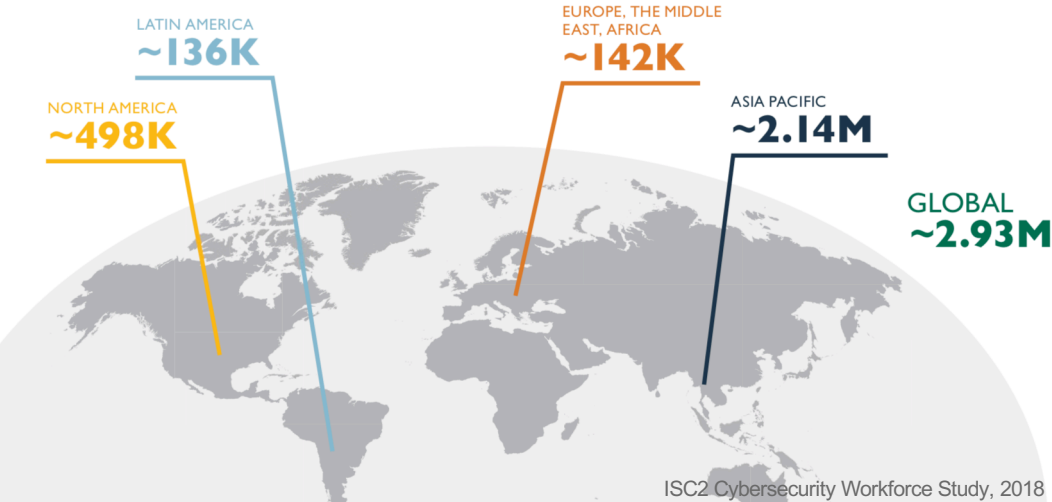 LATIN AMERICA
~136K
EUROPE, THE MIDDLE
EAST, AFRICA
~142K
NORTH AMERICA
~498K
ASIA PACIFIC
~2.14M
GLOBAL
~2.93M
ISC2 Cybersecurity Workforce Study, 2018